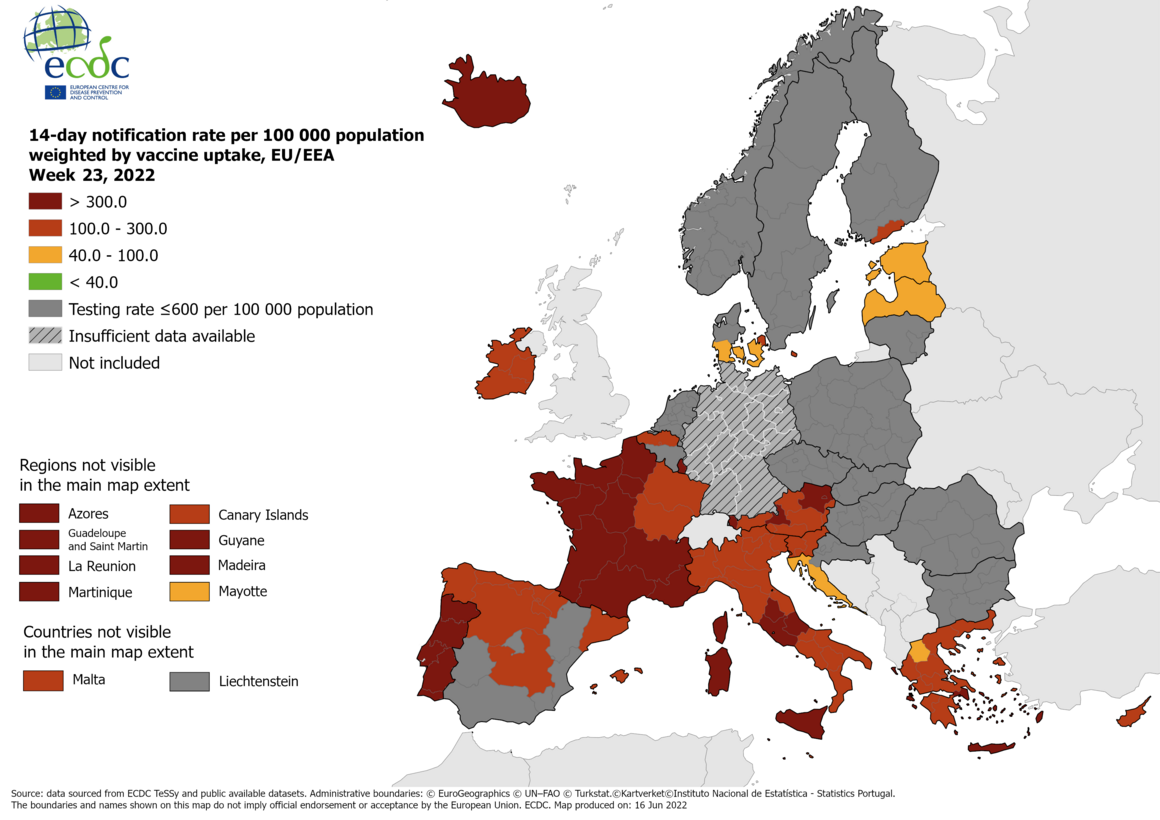 ecdc
EUROPEAN CENTRE FOR
DISEASE PREVENTION
AND CONTROL
14-day notification rate per 100 000 population
weighted by vaccine uptake, EU/EEA
Week 23, 2022
> 300.0
100.0 - 300.0
40.0 - 100.0
< 40.0
Testing rate ≤600 per 100 000 population
Insufficient data available
Not included
Regions not visible
in the main map extent
Azores
Canary Islands
Guadeloupe
and Saint Martin
Guyane
La Reunion
Madeira
Martinique
Mayotte
Countries not visible
in the main map extent
Malta
Liechtenstein
Source: data sourced from ECDC TeSSy and public available datasets. Administrative boundaries: © EuroGeographics © UN–FAO © Turkstat.©Kartverket©Instituto Nacional de Estatística - Statistics Portugal.
The boundaries and names shown on this map do not imply official endorsement or acceptance by the European Union. ECDC. Map produced on: 16 Jun 2022